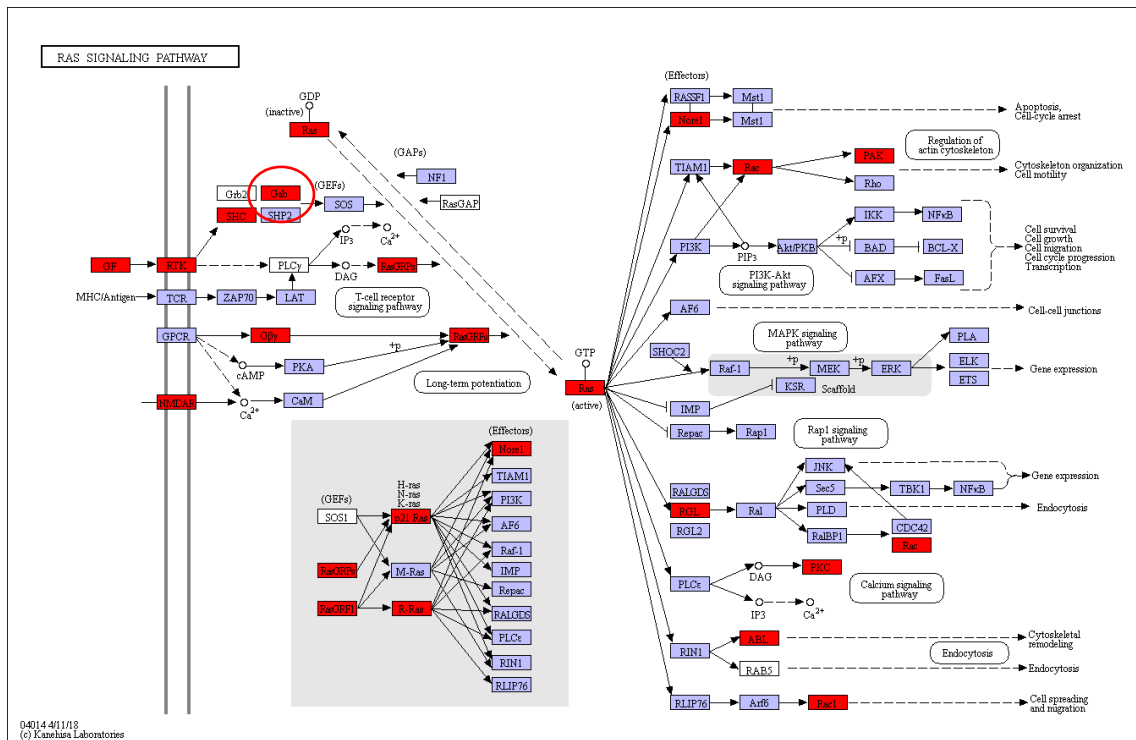 RAS SIGNALING PATHWAY
GDP
(inactive)
Ras
(GAPs)
NF1
RasGAP
Grb2
Gab
(GEFs)
SHC
SHP2
SOS
IP3
Ca2+
GF
RTK
PLCγ
DAG
RasGRPs
MHC/Antigen
TCR
ZAP70
LAT
T-cell receptor
signaling pathway
GPCR
Gβγ
RasGRFs
+p
cAMP
PKA
Long-term potentiation
NMDAR
Ca2+
CaM
GTP
Ras
(active)
(Effectors)
RASSF1
Mst1
Nore1
Mst1
Apoptosis,
Cell-cycle arrest
Regulation of
actin cytoskeleton
TIAM1
Rac
PAK
Rho
Cytoskeleton organization
Cell motility
PI3K
PIP3
Akt/PKB
+p
IKK
NFκB
BAD
BCL-X
AFX
FasL
Cell survival
Cell growth
Cell migration
Cell cycle progression
Transcription
PI3K-Akt
signaling pathway
AF6
Cell-cell junctions
MAPK signaling
pathway
SHOC2
Raf-1
+p
MEK
+p
ERK
PLA
ELK
ETS
Gene expression
KSR
Scaffold
IMP
Repac
Rap1
Rap1 signaling
pathway
RALGDS
RGL
RGL2
Ral
JNK
Sec5
TBK1
NFκB
Gene expression
PLD
Endocytosis
RalBP1
CDC42
Rac
PLCε
DAG
PKC
IP3
Ca2+
Calcium signaling
pathway
RIN1
ABL
Cytoskeletal
remodeling
RAB5
Endocytosis
Endocytosis
RLIP76
Arf6
Rac1
Cell spreading
and migration
(Effectors)
Nore1
TIAM1
PI3K
AF6
Raf-1
IMP
Repac
RALGDS
PLCε
RIN1
RLIP76
(GEFs)
SOS1
RasGRPs
RasGRF1
H-ras
N-ras
K-ras
p21 Ras
M-Ras
R-Ras
04014 4/11/18
(c) Kanehisa Laboratories